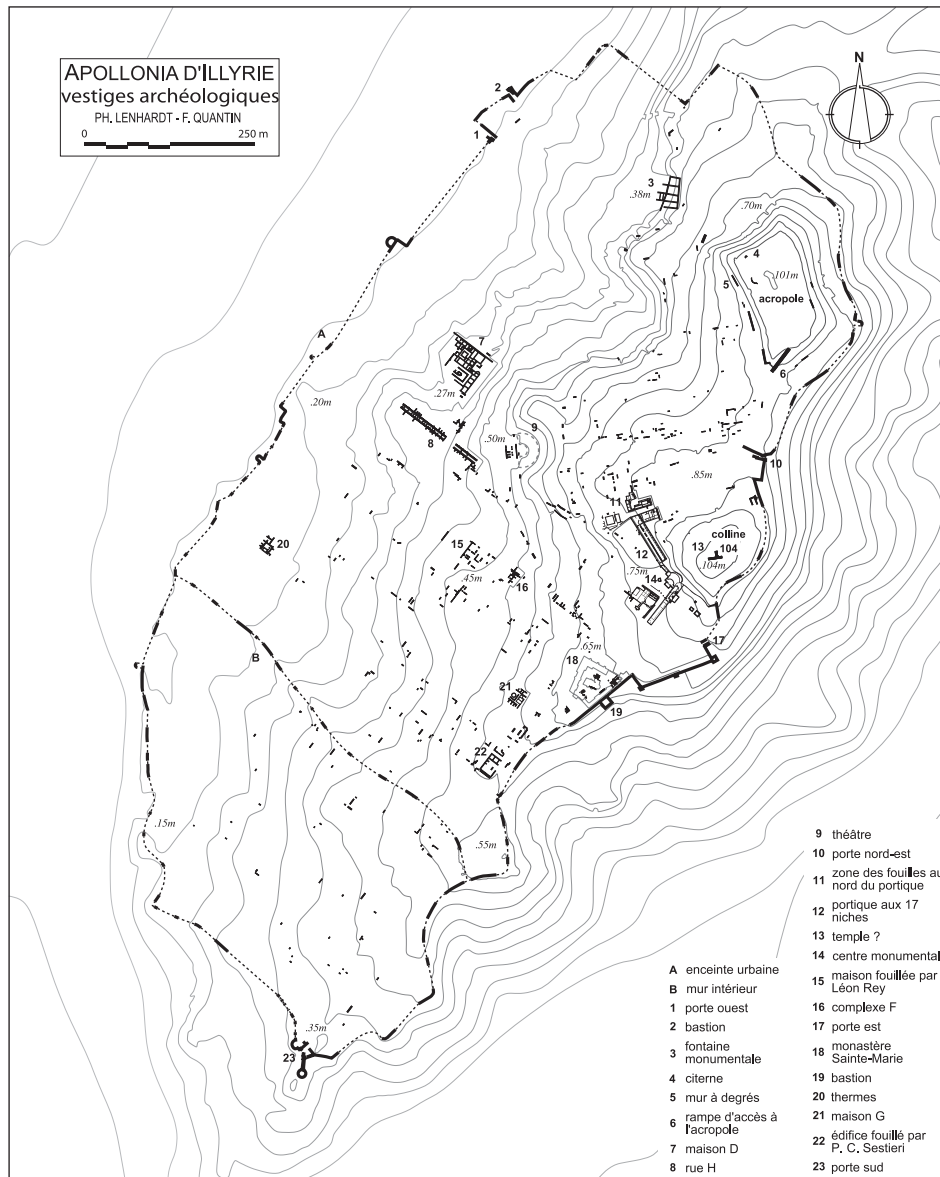 APOLLONIA D'ILLYRIE
vestiges archéologiques
PH. LENHARDT - F. QUANTIN
0 250 m
N
2
1
3
.38m
.70m
4
5
.101m
acropole
6
A
7
.20m
.27m
8
9
.50m
10
.85m
11
colline
12
13 104
.104m
20
15
.45m
16
.75m
14
B
.65m
17
18
21
19
22
.15m
.55m
.35m
23
A enceinte urbaine
B mur intérieur
1 porte ouest
2 bastion
3 fontaine
monumentale
4 citerne
5 mur à degrés
6 rampe d'accès à
l'acropole
7 maison D
8 rue H
9 théâtre
10 porte nord-est
11 zone des fouilles au
nord du portique
12 portique aux 17
niches
13 temple ?
14 centre monumental
15 maison fouillée par
Léon Rey
16 complexe F
17 porte est
18 monastère
Sainte-Marie
19 bastion
20 thermes
21 maison G
22 édifice fouillé par
P. C. Sestieri
23 porte sud